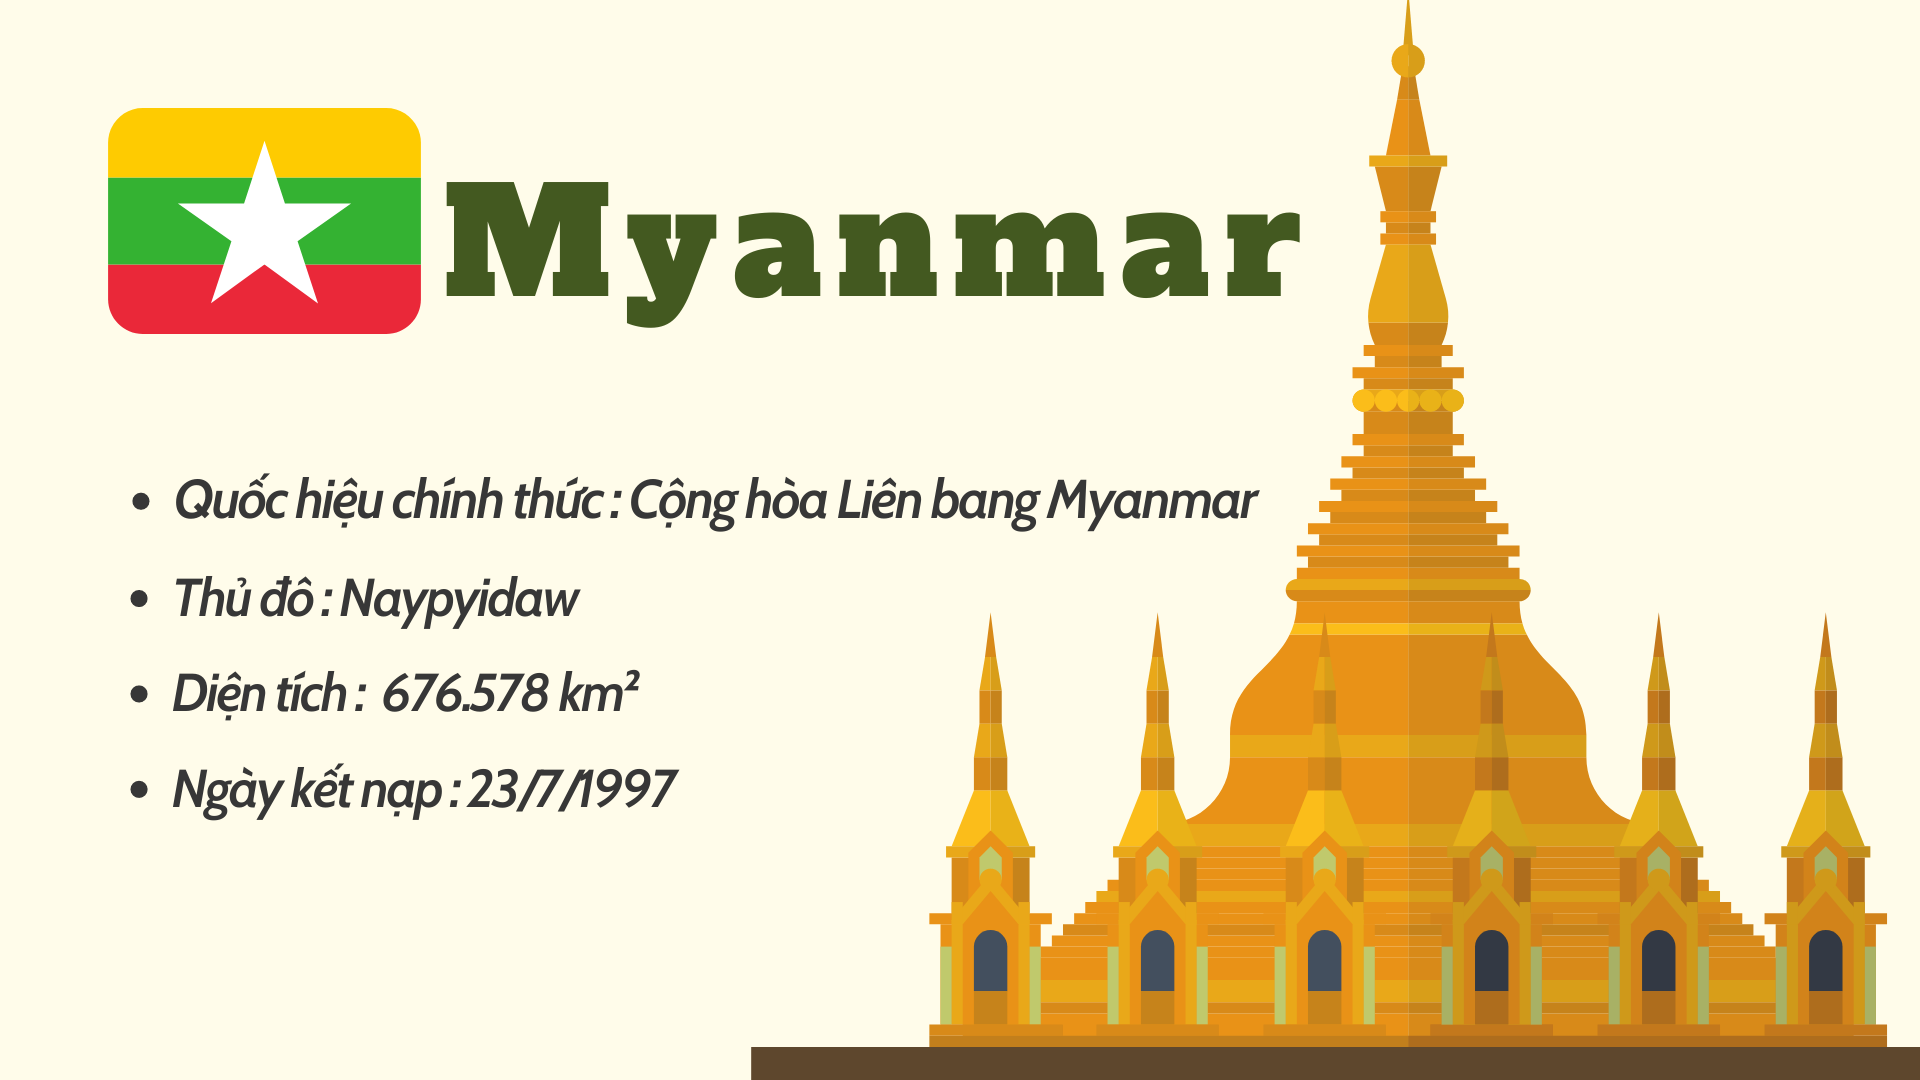 Myanmar
Quốc hiệu chính thức : Cộng hòa Liên bang Myanmar
Thủ đô : Naypyidaw
Diện tích : 676.578 km²
Ngày kết nạp : 23/7/1997